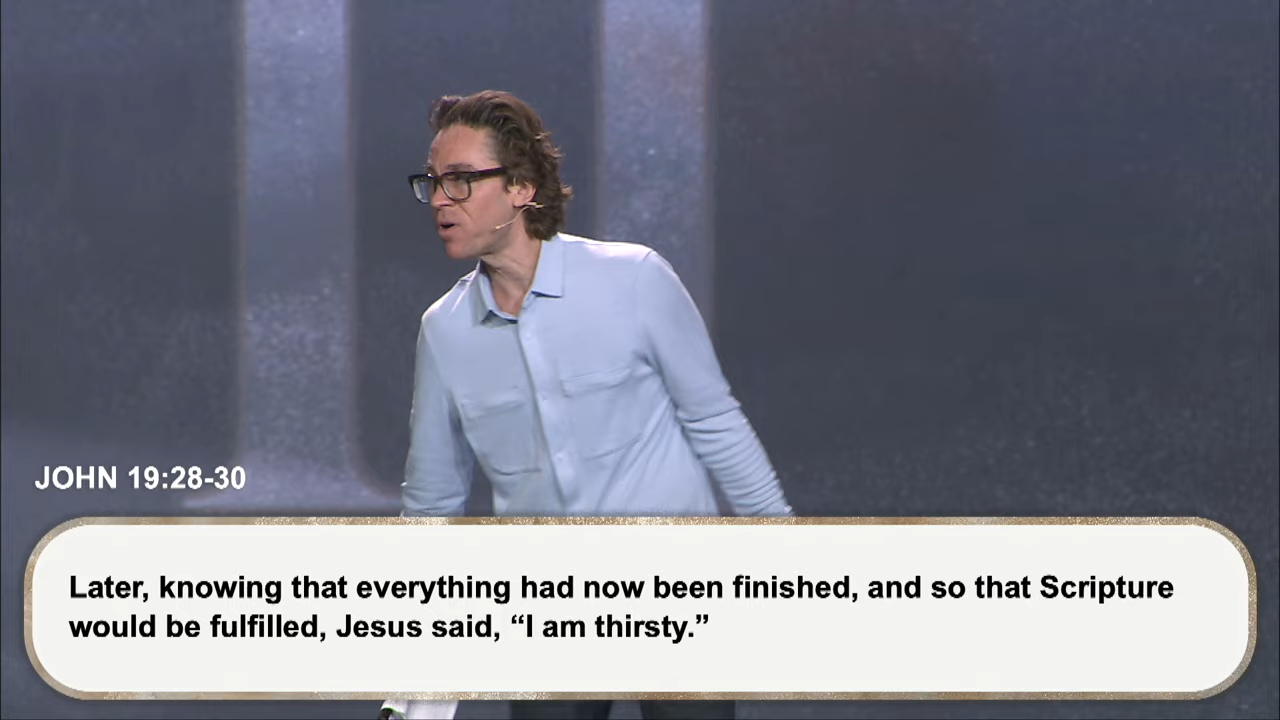 JOHN 19:28-30
Later, knowing that everything had now been finished, and so that Scripture
would be fulfilled, Jesus said, “I am thirsty.”